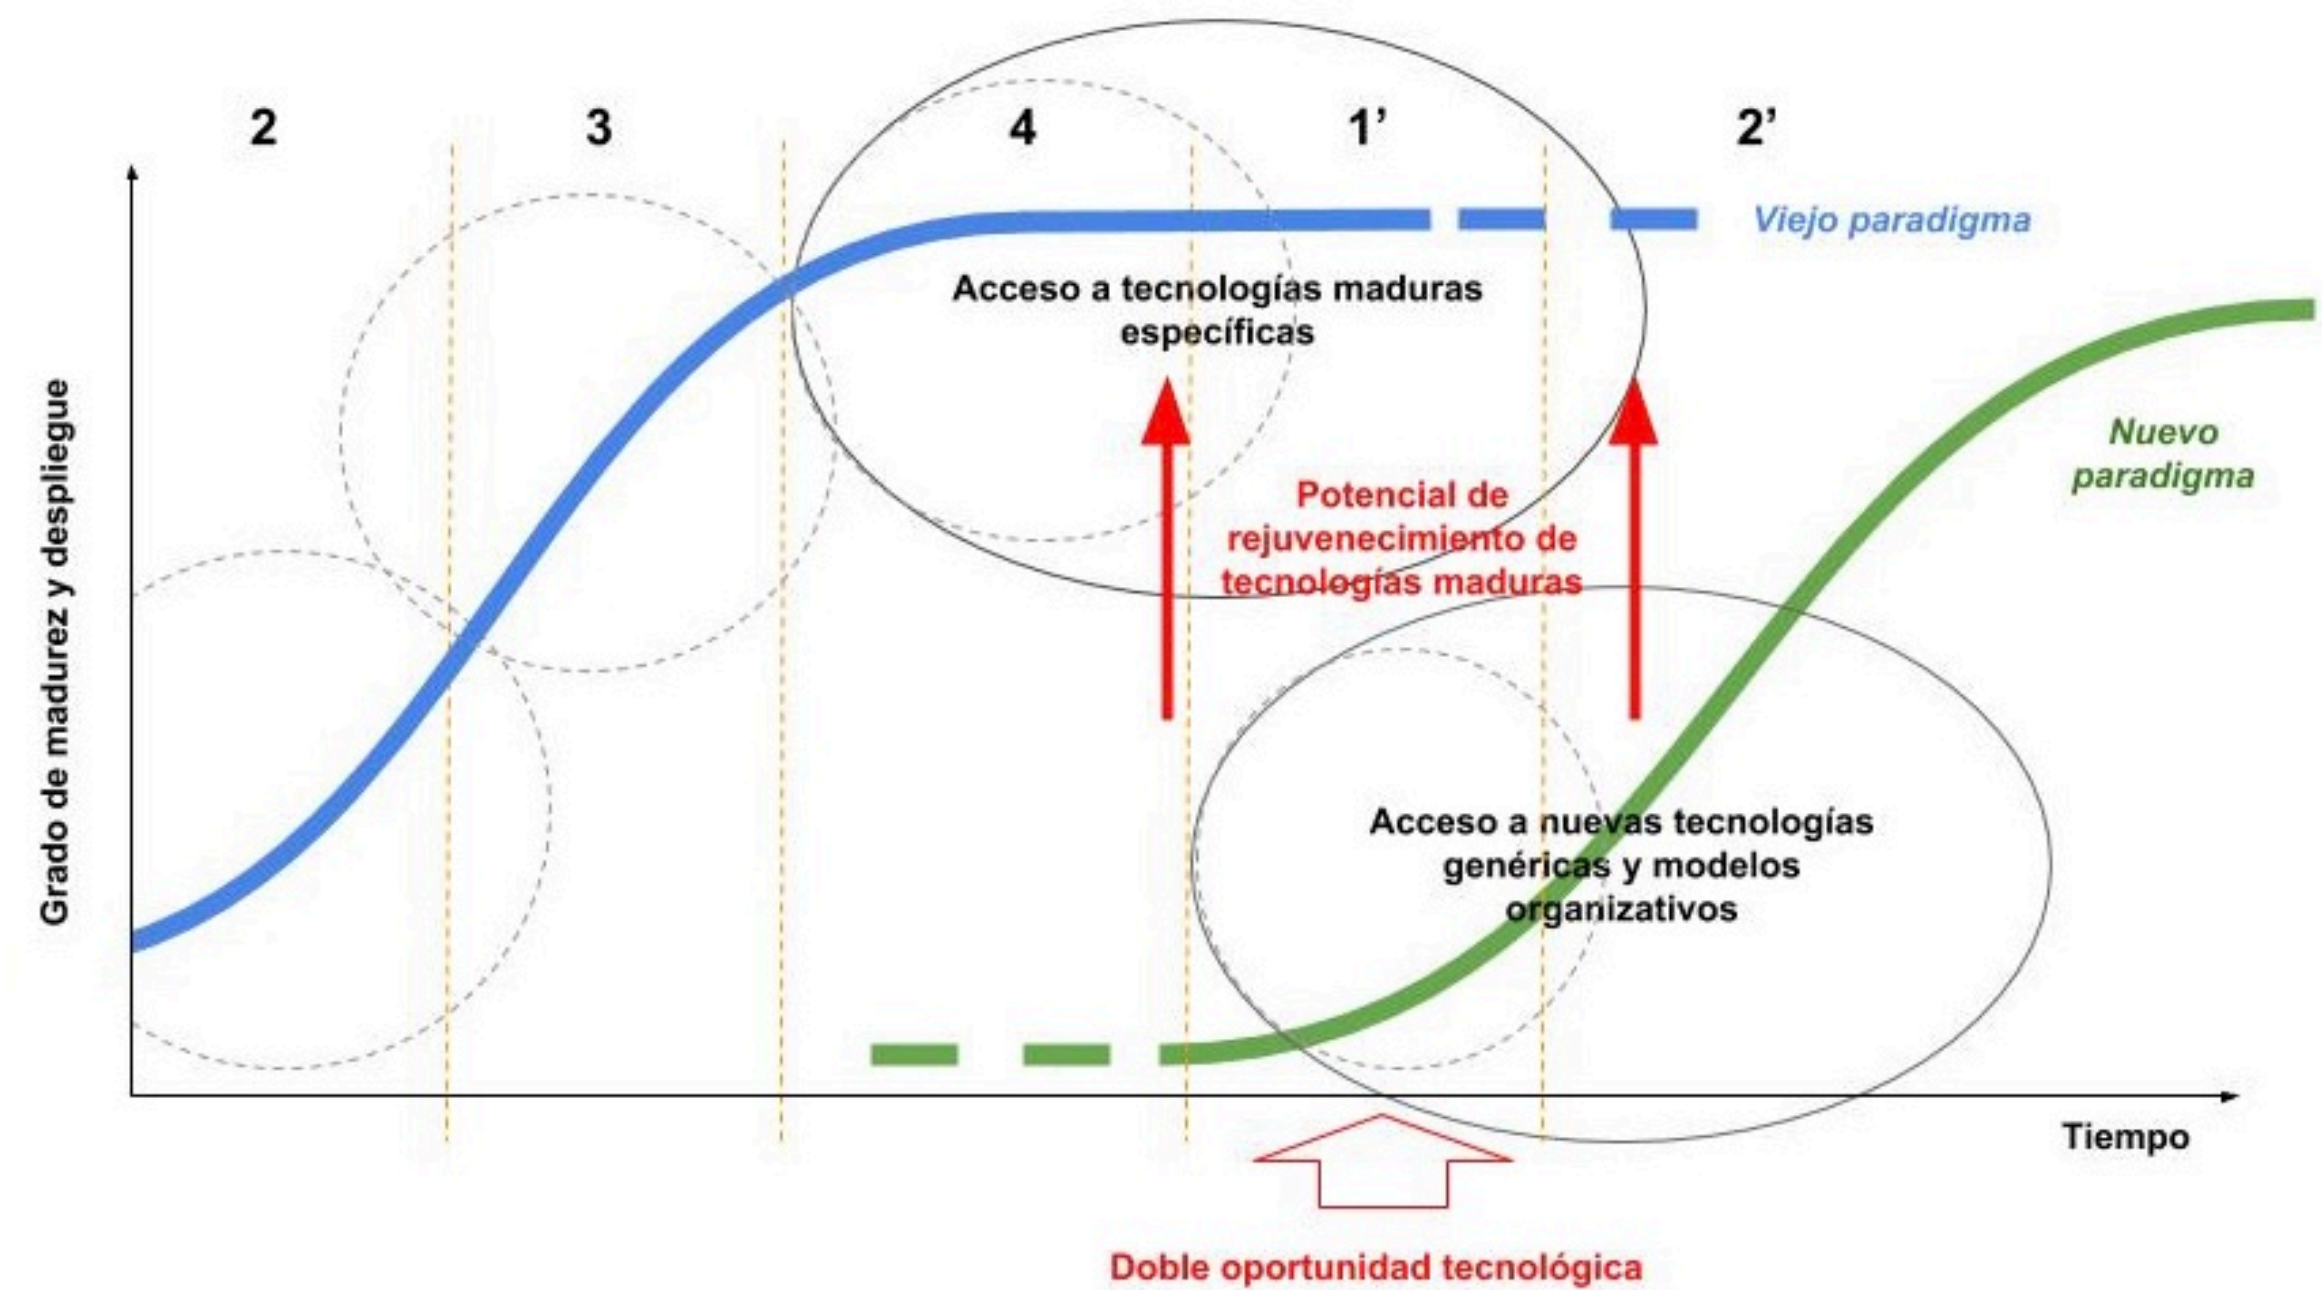 2
3
4
1’
2’
Viejo paradigma
Acceso a tecnologías maduras
específicas
Nuevo
paradigma
Potencial de
rejuvenecimiento de
tecnologías maduras
Grado de madurez y despliegue
Acceso a nuevas tecnologías
genéricas y modelos
organizativos
Tiempo
Doble oportunidad tecnológica